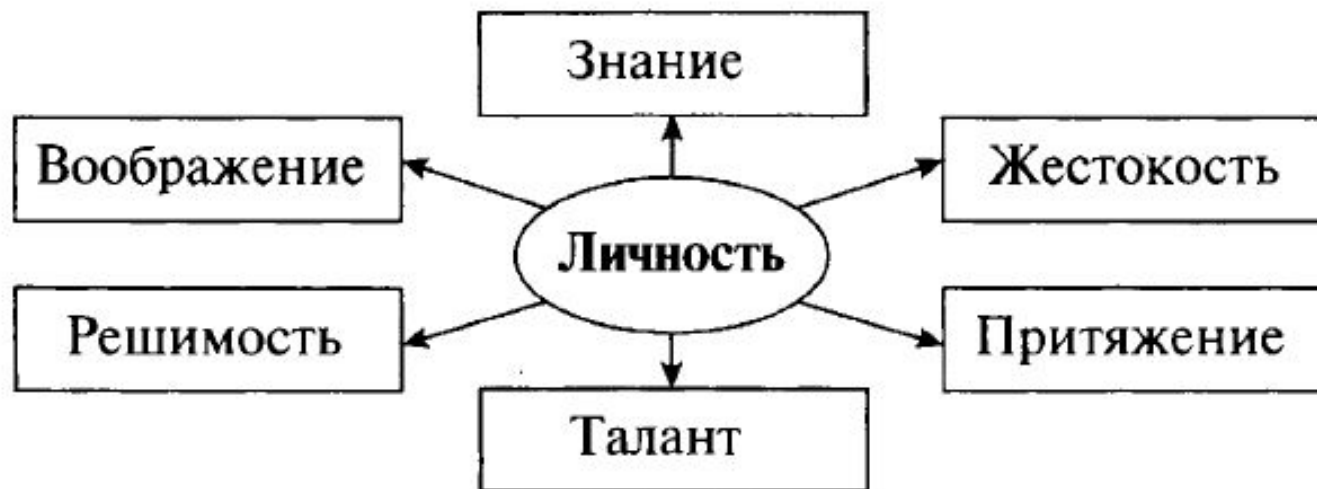 Знание
Воображение
Жестокость
Личность
Решимость
Притяжение
Талант